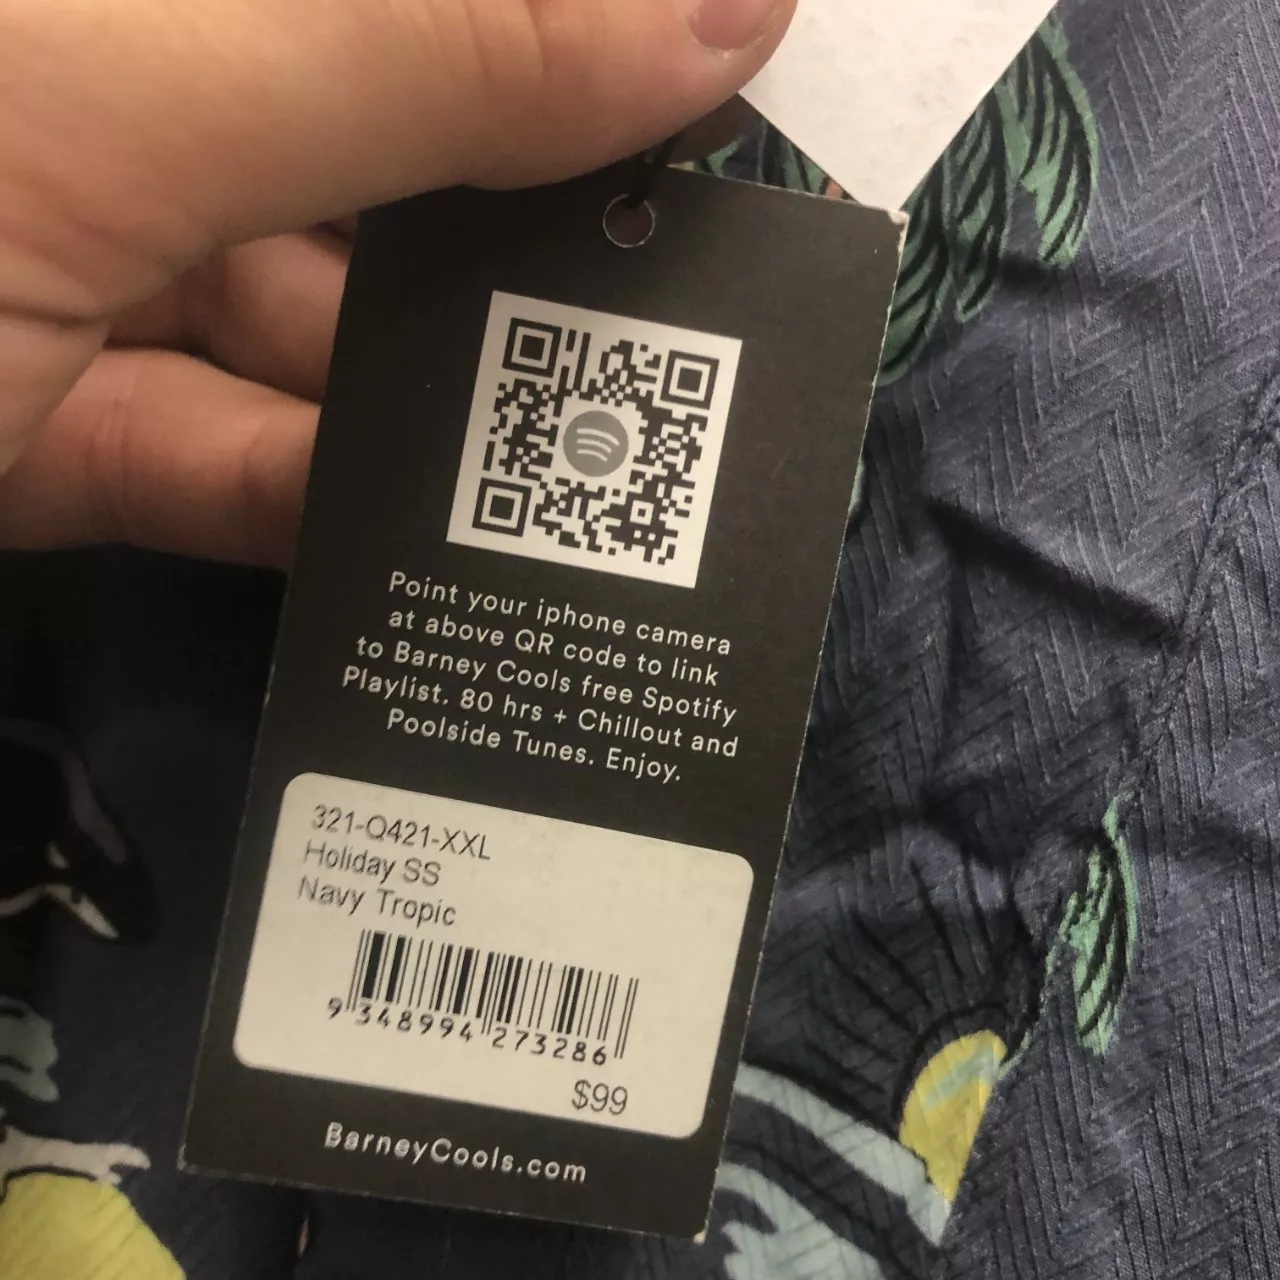 Point your iphone camera
at above QR code to link
to Barney Cools free Spotify
Playlist. 80 hrs + Chillout and
Poolside Tunes. Enjoy.
321-Q421-XXL
Holiday SS
Navy Tropic
9 348994 273286
$99
BarneyCools.com